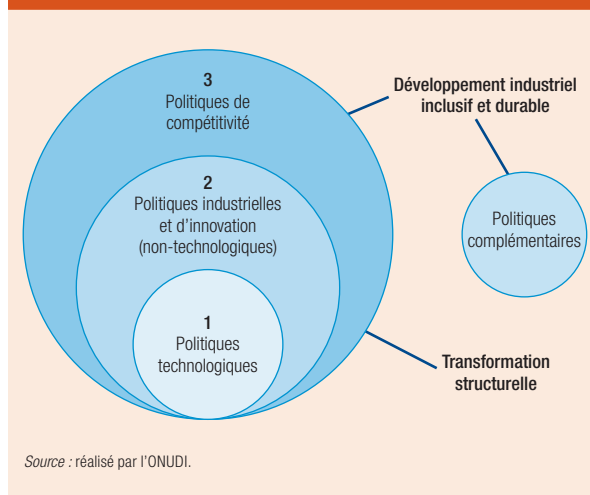 3
Politiques de
compétitivité
Développement industriel
inclusif et durable
2
Politiques industrielles
et d'innovation
(non-technologiques)
Politiques
complémentaires
1
Politiques
technologiques
Transformation
structurelle
Source : réalisé par l'ONUDI.